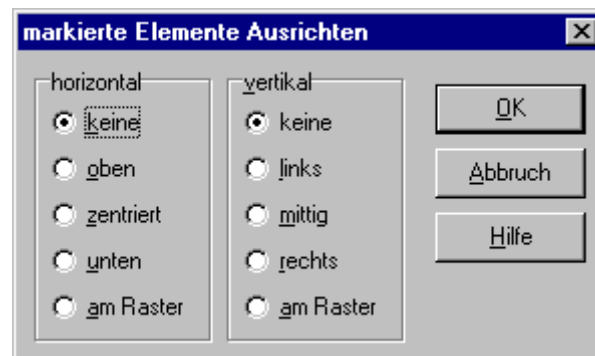 markierte Elemente Ausrichten
horizontal
keine
oben
zentriert
unten
am Raster
vertikal
keine
links
mittig
rechts
am Raster
OK
Abbruch
Hilfe